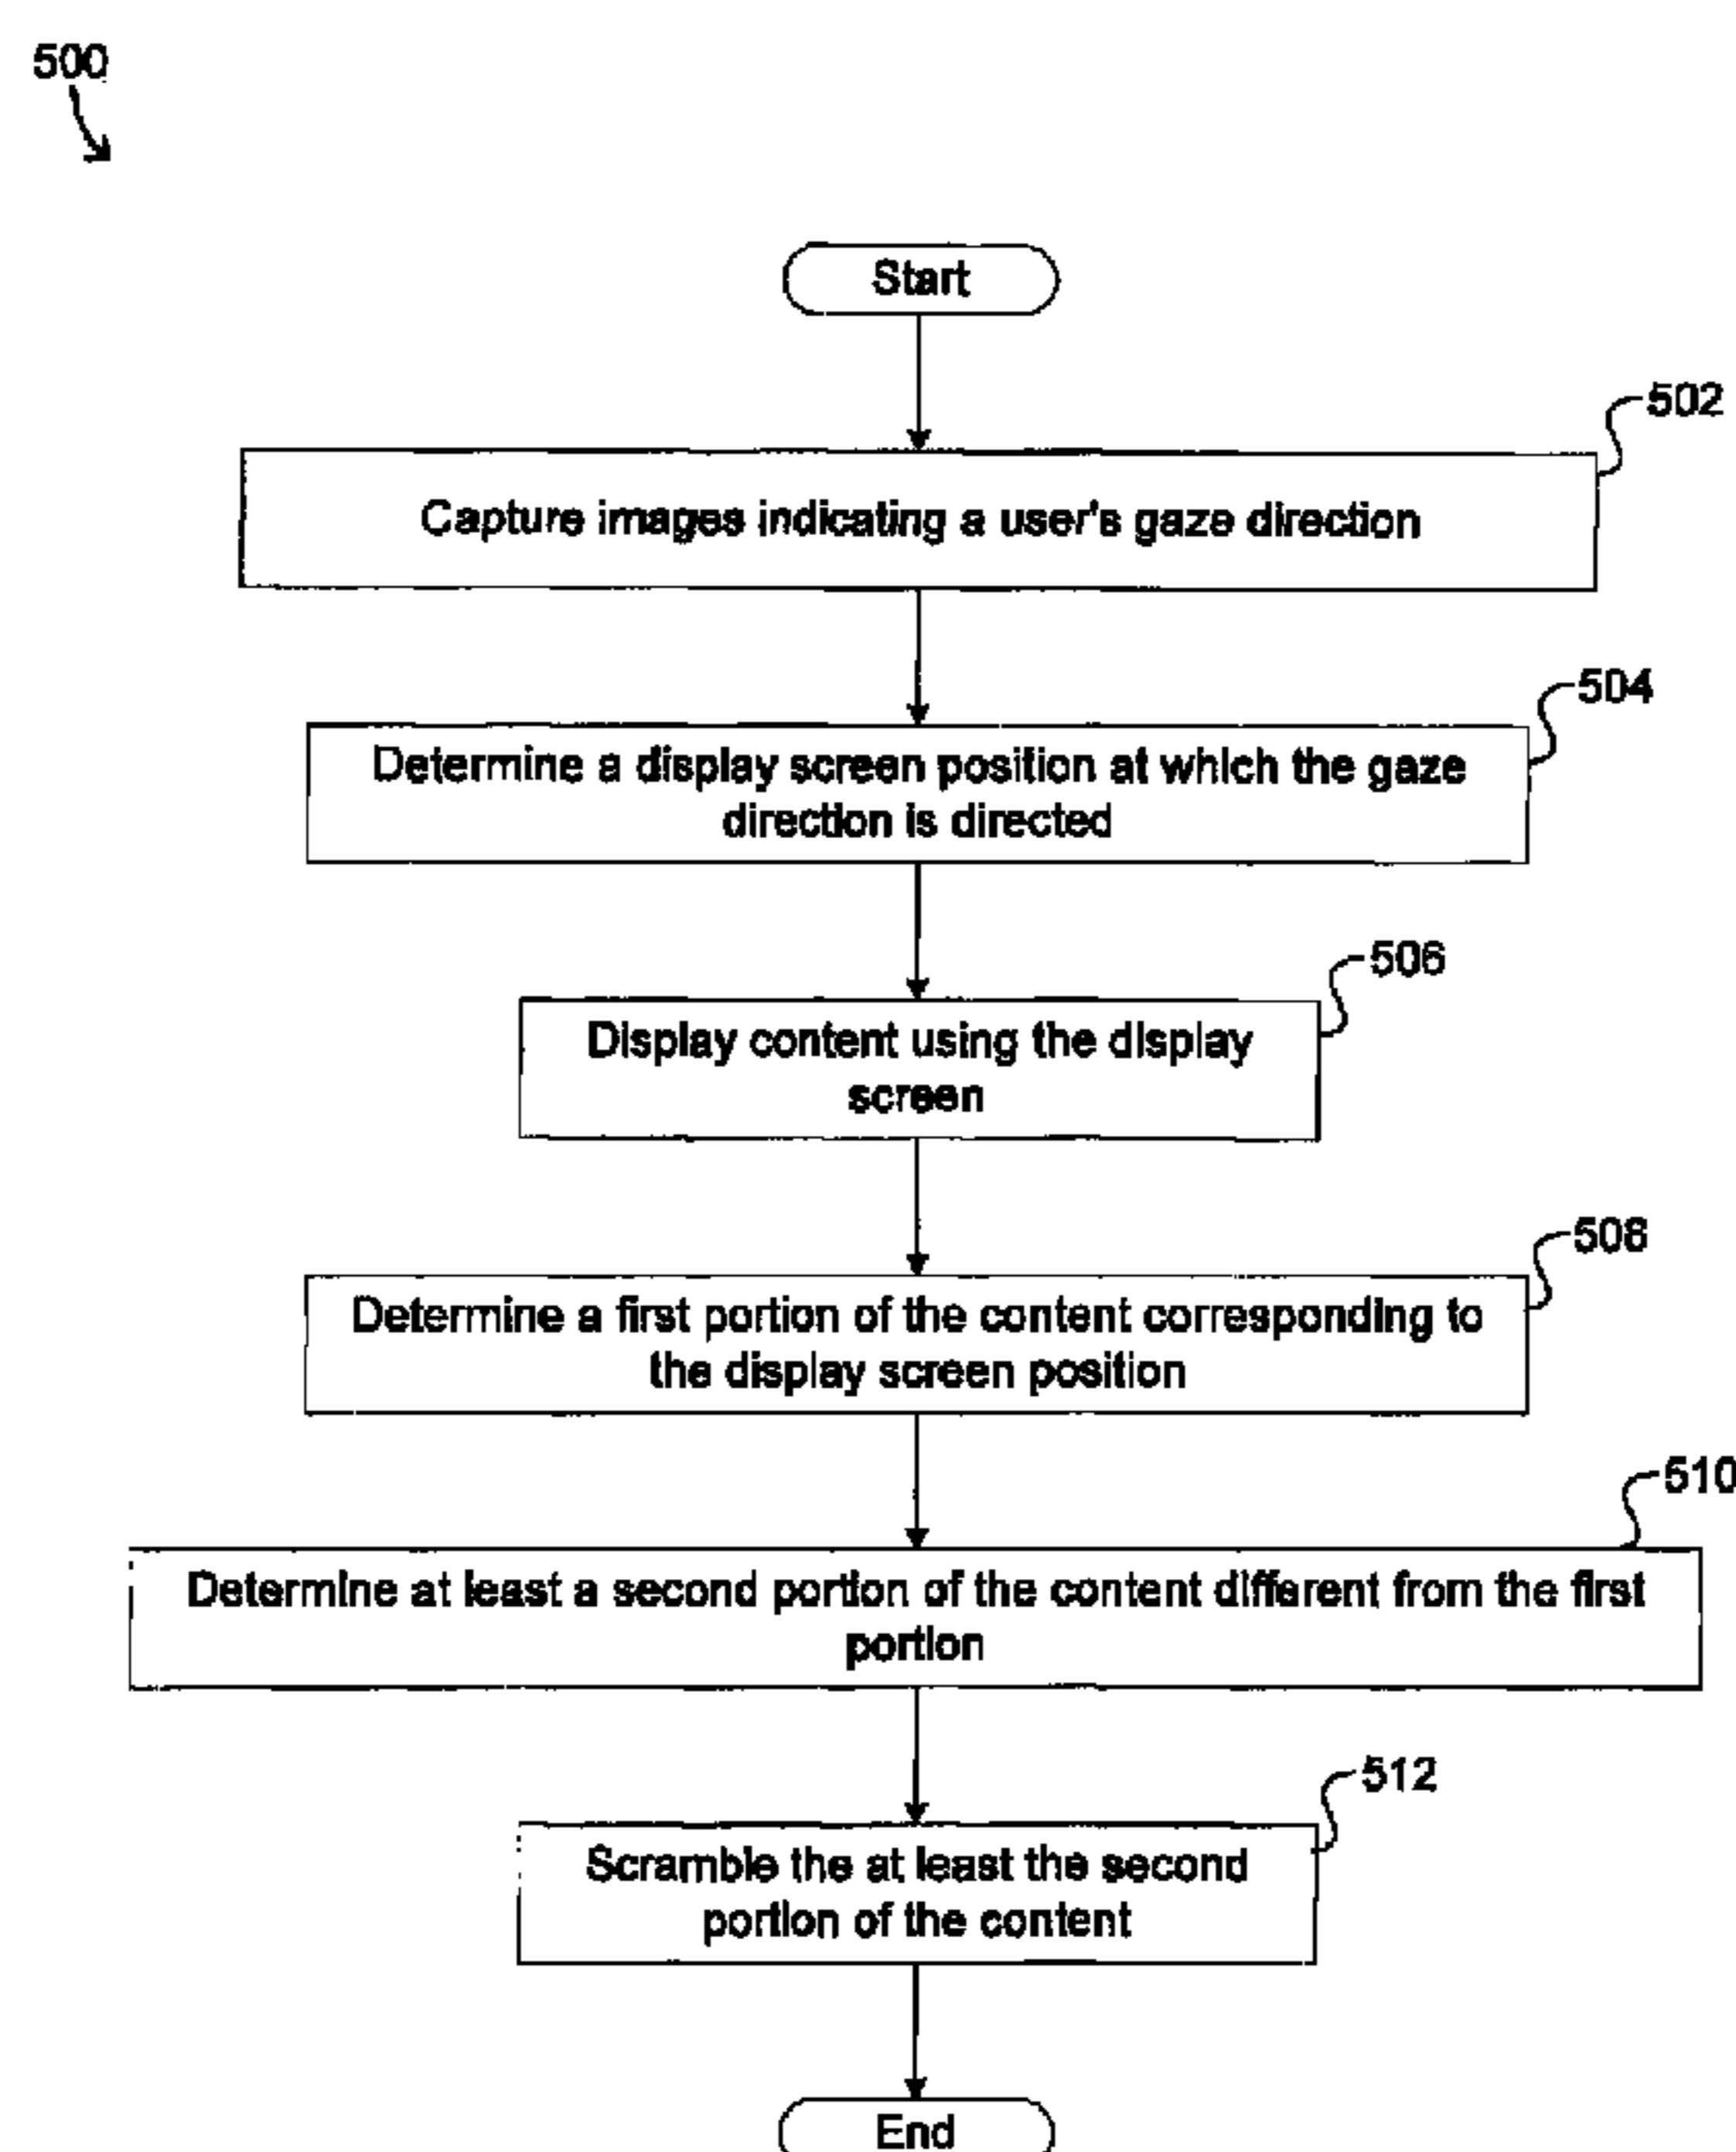 500
Start
502
Capture images indicating a user's gaze direction
504
Determine a display screen position at which the gaze
direction is directed
506
Display content using the display
screen
508
Determine a first portion of the content corresponding to
the display screen position
510
Determine at least a second portion of the content different from the first
portion
512
Scramble the at least the second
portion of the content
End